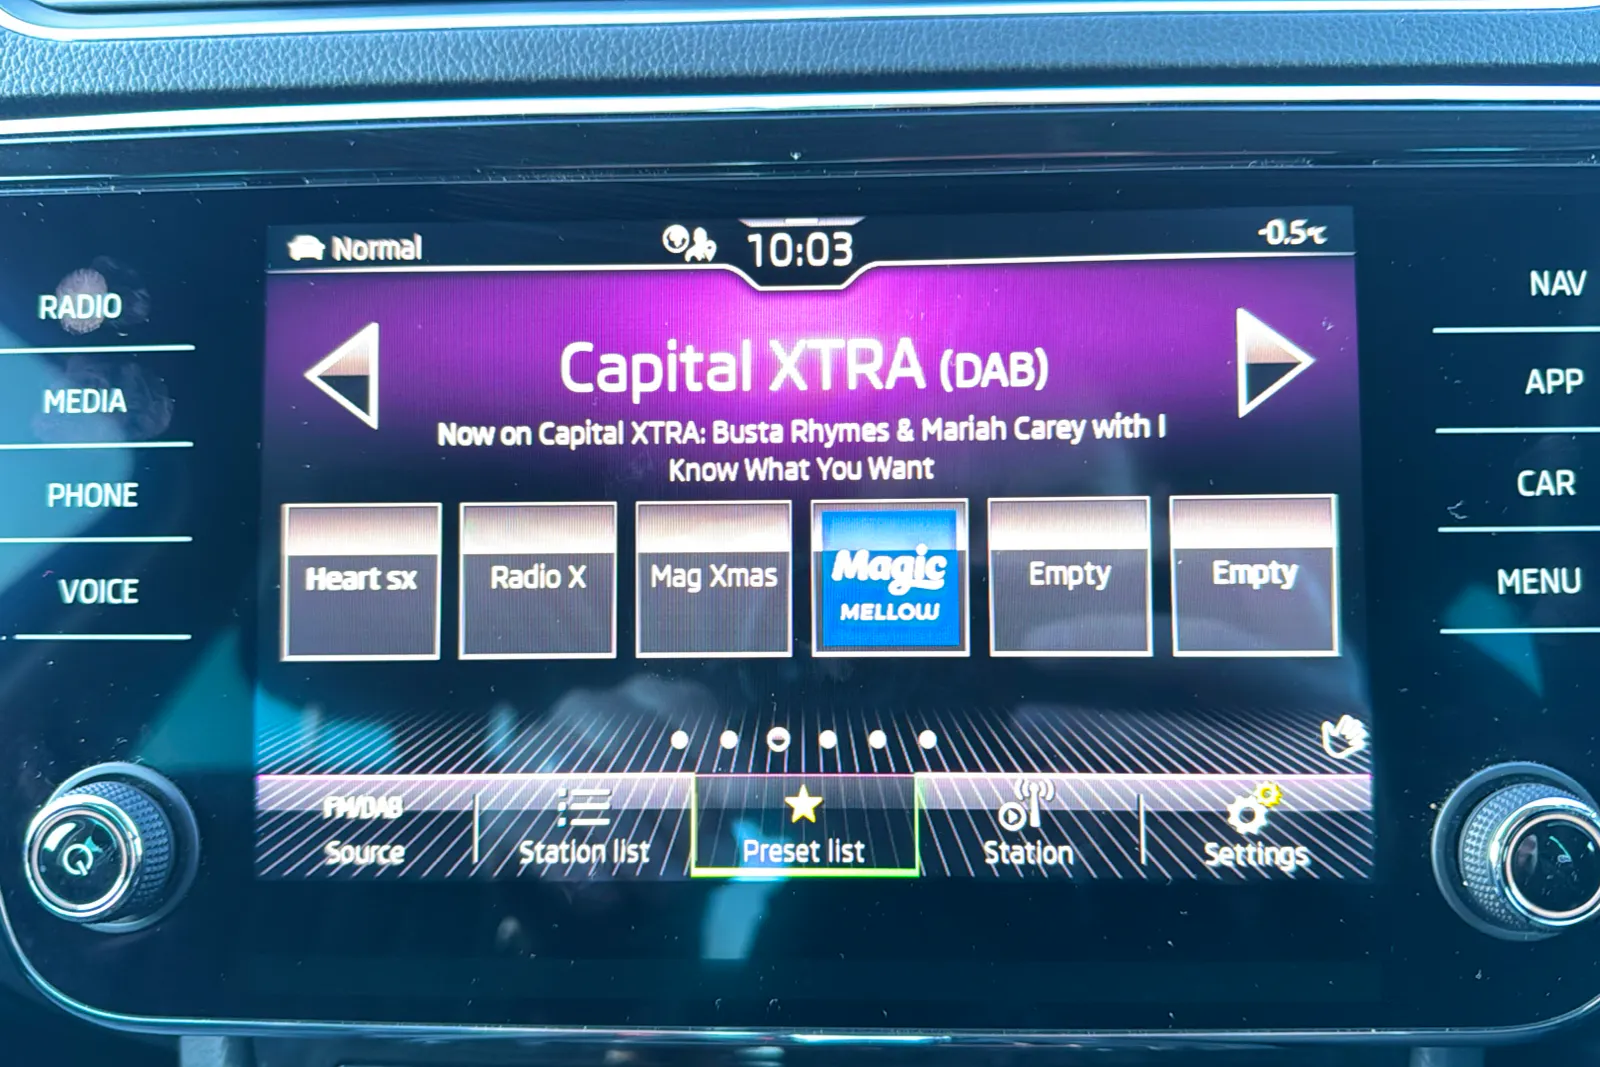 Normal
10:03
-0.5°C
RADIO
MEDIA
PHONE
VOICE
NAV
APP
CAR
MENU
Capital XTRA (DAB)
Now on Capital XTRA: Busta Rhymes & Mariah Carey with I
Know What You Want
Heart sx
Radio X
Mag Xmas
Magic
MELLOW
Empty
Empty
FM/DAB
Source
Station list
Preset list
Station
Settings